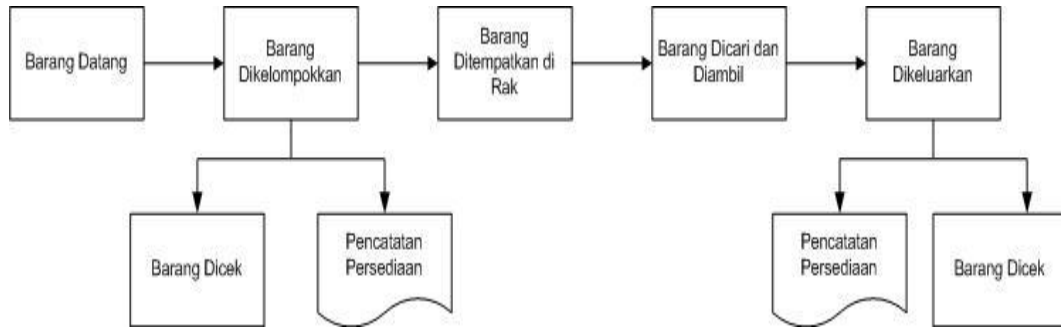 Barang Datang
Barang
Dikelompokkan
Barang
Ditempatkan di
Rak
Barang Dicari dan
Diambil
Barang
Dikeluarkan
Barang Dicek
Pencatatan
Persediaan
Pencatatan
Persediaan
Barang Dicek